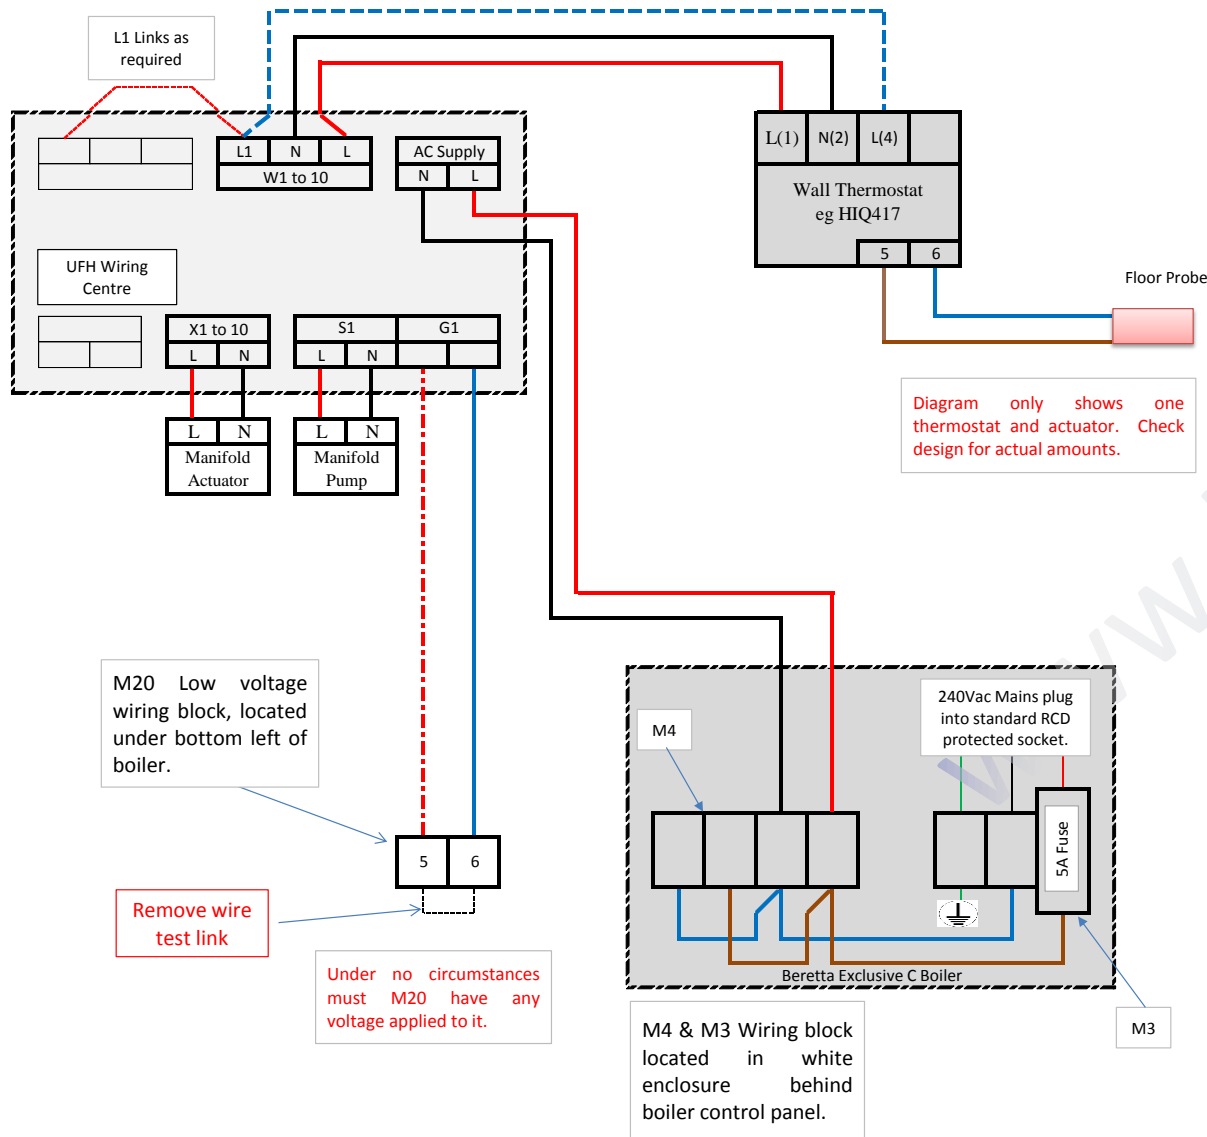 L1 Links as
required
L1 N L
W1 to 10
AC Supply
N L
L(1) N(2) L(4)
Wall Thermostat
eg HIQ417
5 6
Floor Probe
UFH Wiring
Centre
X1 to 10
L N
S1 G1
L N
L N
Manifold
Actuator
L N
Manifold
Pump
Diagram only shows one
thermostat and actuator. Check
design for actual amounts.
M20 Low voltage
wiring block, located
under bottom left of
boiler.
M4
240Vac Mains plug
into standard RCD
protected socket.
5A Fuse
5 6
Remove wire
test link
Under no circumstances
must M20 have any
voltage applied to it.
Beretta Exclusive C Boiler
M3
M4 & M3 Wiring block
located in white
enclosure behind
boiler control panel.
www